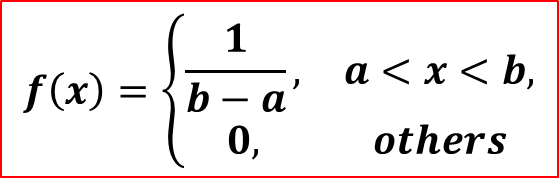 f(x) = { 1/(b − a), a < x < b,
0, others